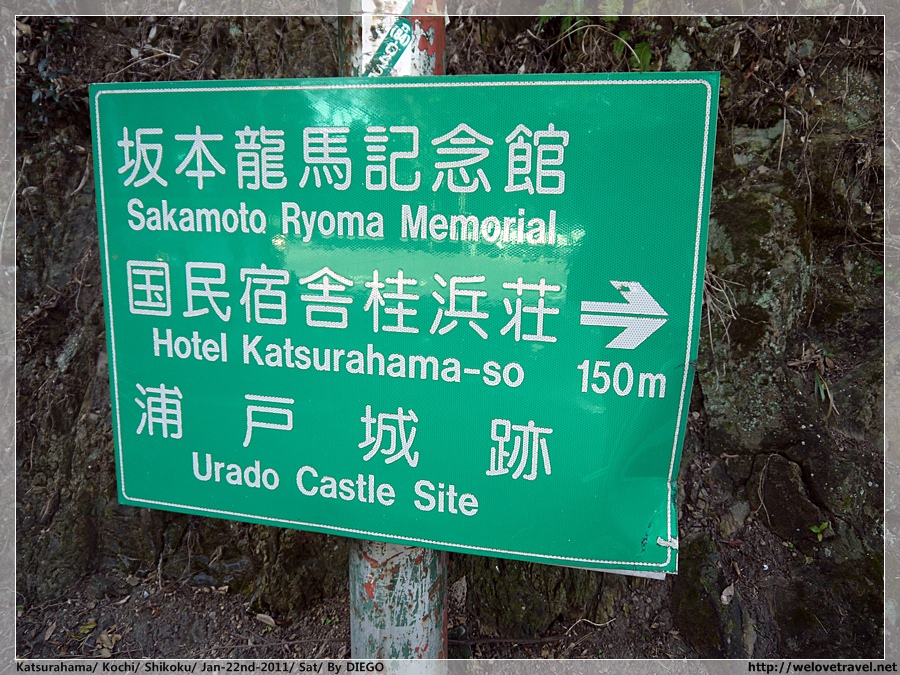 坂本龍馬記念館
Sakamoto Ryoma Memorial
国民宿舎桂浜荘
Hotel Katsurahama-so
150m
浦戸城跡
Urado Castle Site
Katsurahama/ Kochi/ Shikoku/ Jan-22nd-2011/ Sat/ By DIEGO
http://welovetravel.net